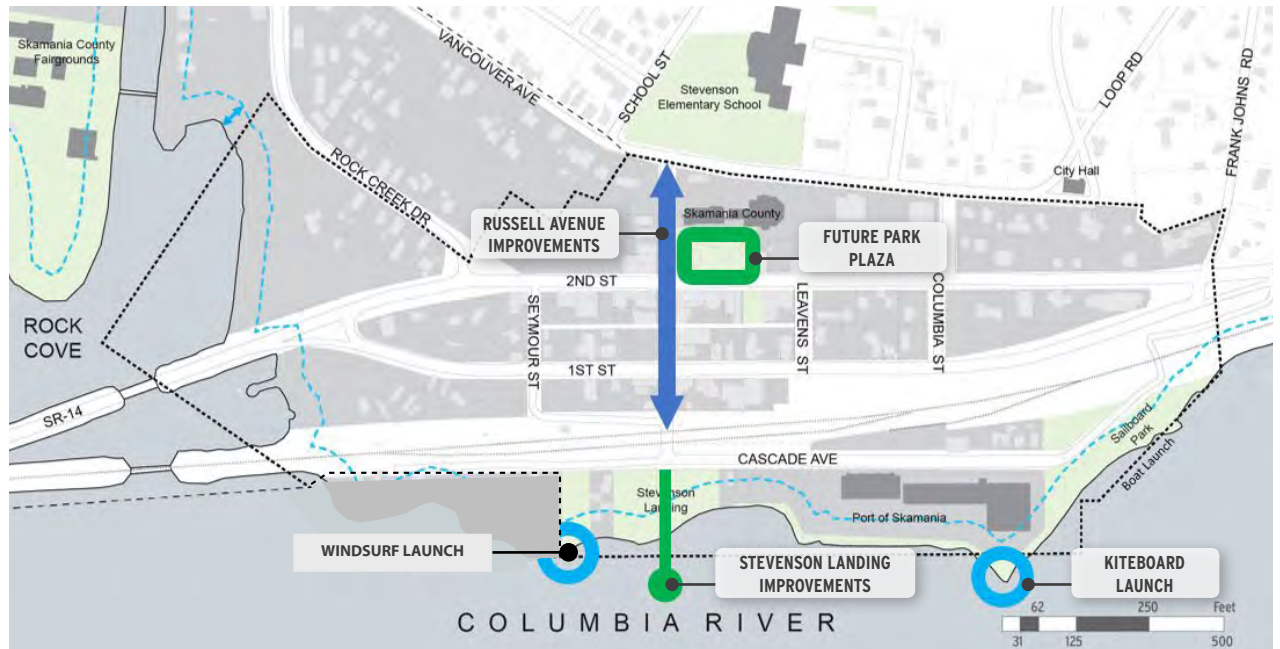 Skamania County
Fairgrounds
VANCOUVER AVE
SCHOOL ST
Stevenson
Elementary School
LOOP RD
FRANK JOHNS RD
City Hall
ROCK CREEK DR
RUSSELL AVENUE
IMPROVEMENTS
Skamania County
FUTURE PARK
PLAZA
2ND ST
SEYMOUR ST
LEAVENS ST
COLUMBIA ST
ROCK
COVE
1ST ST
SR-14
CASCADE AVE
Sailboard
Park
Boat Launch
Stevenson
Landing
Port of Skamania
WINDSURF LAUNCH
STEVENSON LANDING
IMPROVEMENTS
KITEBOARD
LAUNCH
COLUMBIA RIVER
62 250 Feet
31 125 500